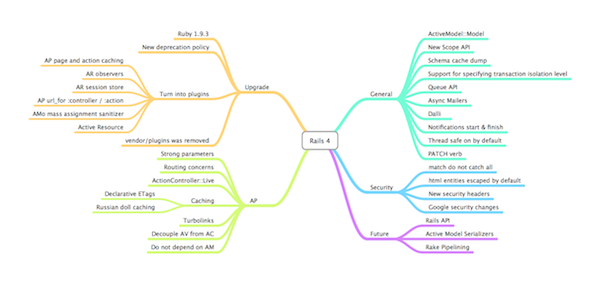 Rails 4
Upgrade
Ruby 1.9.3
New deprecation policy
Turn into plugins
AP page and action caching
AR observers
AR session store
AP url_for :controller / :action
AMo mass assignment sanitizer
Active Resource
vendor/plugins was removed
AP
Strong parameters
Routing concerns
ActionController::Live
Caching
Declarative ETags
Russian doll caching
Turbolinks
Decouple AV from AC
Do not depend on AM
General
ActiveModel::Model
New Scope API
Schema cache dump
Support for specifying transaction isolation level
Queue API
Async Mailers
Dalli
Notifications start & finish
Thread safe on by default
PATCH verb
Security
match do not catch all
html entities escaped by default
New security headers
Google security changes
Future
Rails API
Active Model Serializers
Rake Pipelining